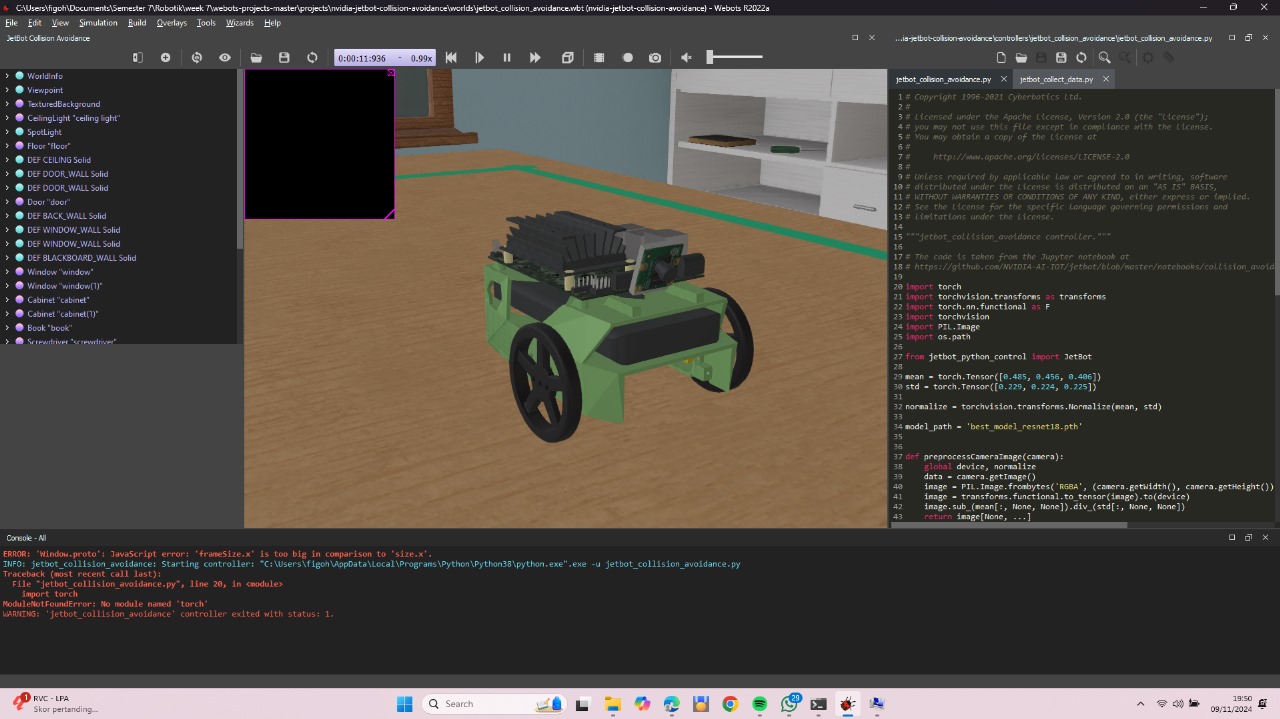 C:\Users\figoh\Documents\Semester 7\Robotik\week 7\webots-projects-master\nvidia-jetbot-collision-avoidance\worlds\jetbot_collision_avoidance.wbt (nvidia-jetbot-collision-avoidance) - Webots R2022a
File Edit View Simulation Build Overlays Tools Wizards Help
JetBot Collision Avoidance
0:00:11:936 - 0.99x
WorldInfo
Viewpoint
TexturedBackground
CeilingLight "ceiling light"
SpotLight
Floor "floor"
DEF CEILING Solid
DEF DOOR_WALL Solid
DEF DOOR_WALL Solid
Door "door"
DEF BACK_WALL Solid
DEF WINDOW_WALL Solid
DEF WINDOW_WALL Solid
DEF BLACKBOARD_WALL Solid
Window "window"
Window "window(1)"
Cabinet "cabinet"
Cabinet "cabinet(1)"
Book "book"
Screwdriver "screwdriver"
...ia-jetbot-collision-avoidance\controllers\jetbot_collision_avoidance\jetbot_collision_avoidance.py
jetbot_collision_avoidance.py jetbot_collect_data.py
1 # Copyright 1996-2021 Cyberbotics Ltd.
2 #
3 # Licensed under the Apache License, Version 2.0 (the "License");
4 # you may not use this file except in compliance with the License.
5 # You may obtain a copy of the License at
6 #
7 #     http://www.apache.org/licenses/LICENSE-2.0
8 #
9 # Unless required by applicable law or agreed to in writing, software
10 # distributed under the License is distributed on an "AS IS" BASIS,
11 # WITHOUT WARRANTIES OR CONDITIONS OF ANY KIND, either express or implied.
12 # See the License for the specific language governing permissions and
13 # limitations under the License.
14
15 """jetbot_collision_avoidance controller."""
16
17 # The code is taken from the Jupyter notebook at
18 # https://github.com/NVIDIA-AI-IOT/jetbot/blob/master/notebooks/collision_avoid
19
20 import torch
21 import torchvision.transforms as transforms
22 import torch.nn.functional as F
23 import torchvision
24 import PIL.Image
25 import os.path
26
27 from jetbot_python_control import JetBot
28
29 mean = torch.Tensor([0.485, 0.456, 0.406])
30 std = torch.Tensor([0.229, 0.224, 0.225])
31
32 normalize = torchvision.transforms.Normalize(mean, std)
33
34 model_path = 'best_model_resnet18.pth'
35
36
37 def preprocessCameraImage(camera):
38     global device, normalize
39     data = camera.getImage()
40     image = PIL.Image.frombytes('RGBA', (camera.getWidth(), camera.getHeight())
41     image = transforms.functional.to_tensor(image).to(device)
42     image.sub_(mean[:, None, None]).div_(std[:, None, None])
43     return image[None, ...]
Console - All
ERROR: 'Window.proto': JavaScript error: 'frameSize.x' is too big in comparison to 'size.x'.
INFO: jetbot_collision_avoidance: Starting controller: "C:\Users\figoh\AppData\Local\Programs\Python\Python38\python.exe".exe -u jetbot_collision_avoidance.py
Traceback (most recent call last):
  File "jetbot_collision_avoidance.py", line 20, in <module>
    import torch
ModuleNotFoundError: No module named 'torch'
WARNING: 'jetbot_collision_avoidance' controller exited with status: 1.
1
RVC - LPA
Skor pertanding...
Search
29
19:50
09/11/2024